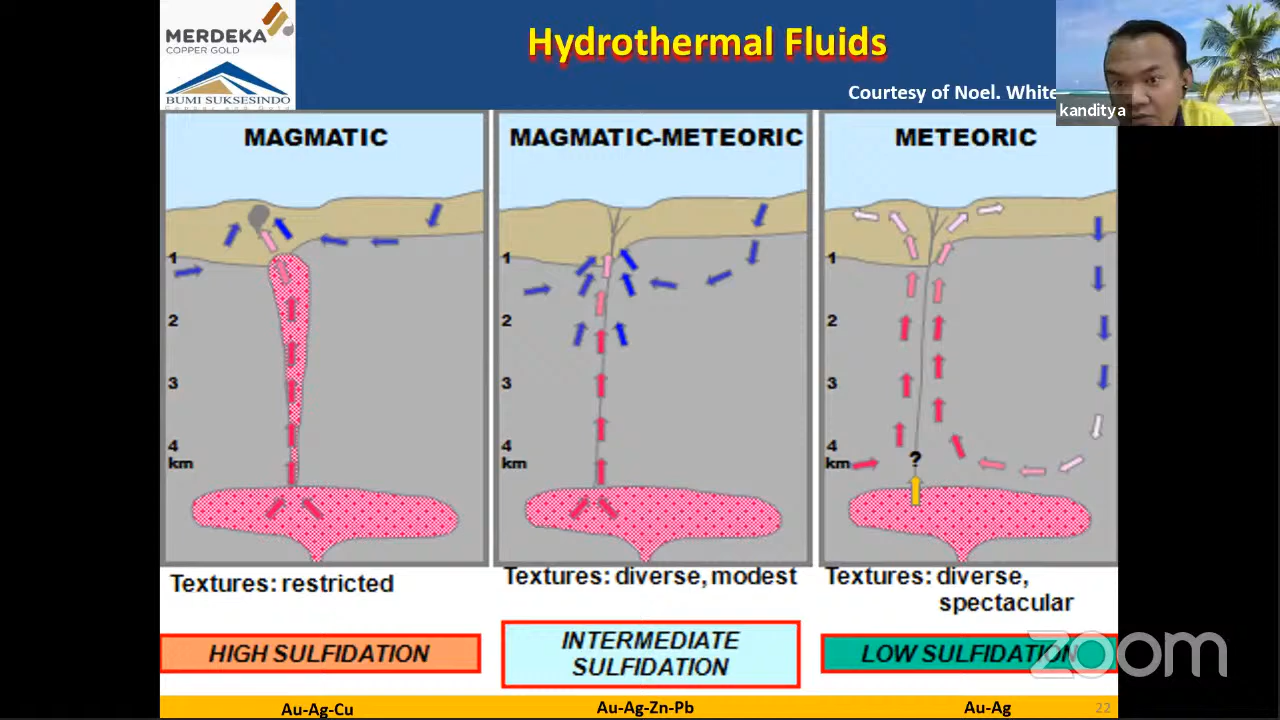 MERDEKA
COPPER GOLD
BUMI SUKSESINDO
Hydrothermal Fluids
Courtesy of Noel. White
kanditya
MAGMATIC
1
2
3
4
km
Textures: restricted
HIGH SULFIDATION
Au-Ag-Cu
MAGMATIC-METEORIC
1
2
3
4
km
Textures: diverse, modest
INTERMEDIATE
SULFIDATION
Au-Ag-Zn-Pb
METEORIC
1
2
3
4
km
?
Textures: diverse,
spectacular
LOW SULFIDATION
Au-Ag
22
zoom